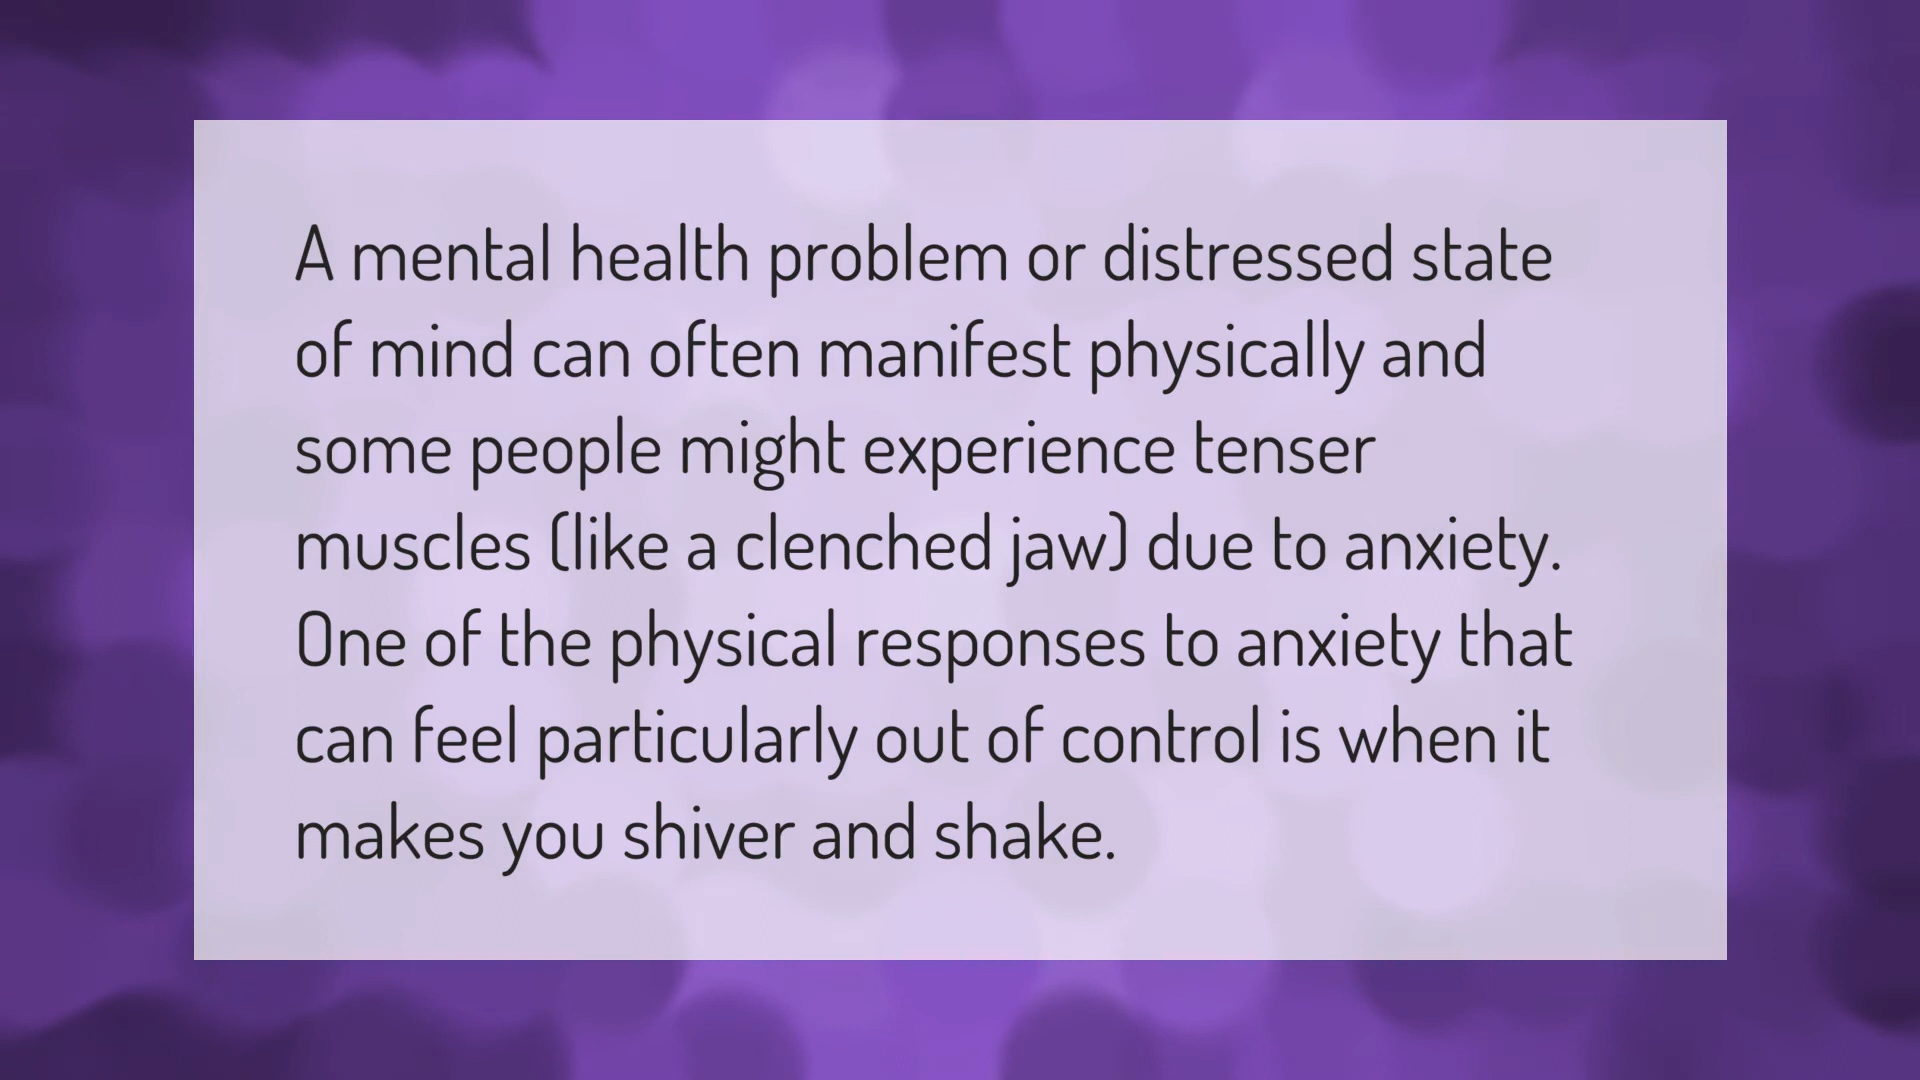 A mental health problem or distressed state
of mind can often manifest physically and
some people might experience tenser
muscles (like a clenched jaw) due to anxiety.
One of the physical responses to anxiety that
can feel particularly out of control is when it
makes you shiver and shake.